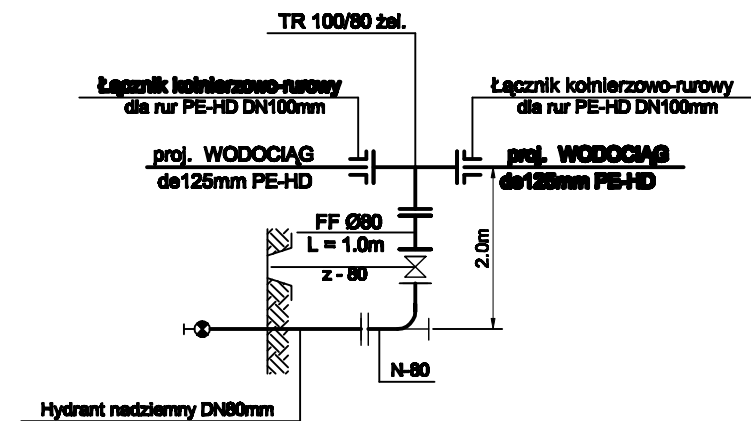 TR 100/80 żel.
Łącznik kołnierzowo-rurowy
dla rur PE-HD DN100mm
Łącznik kołnierzowo-rurowy
dla rur PE-HD DN100mm
proj. WODOCIĄG
de125mm PE-HD
proj. WODOCIĄG
de125mm PE-HD
FF Ø80
L = 1.0m
z - 80
2.0m
N-80
Hydrant nadziemny DN80mm